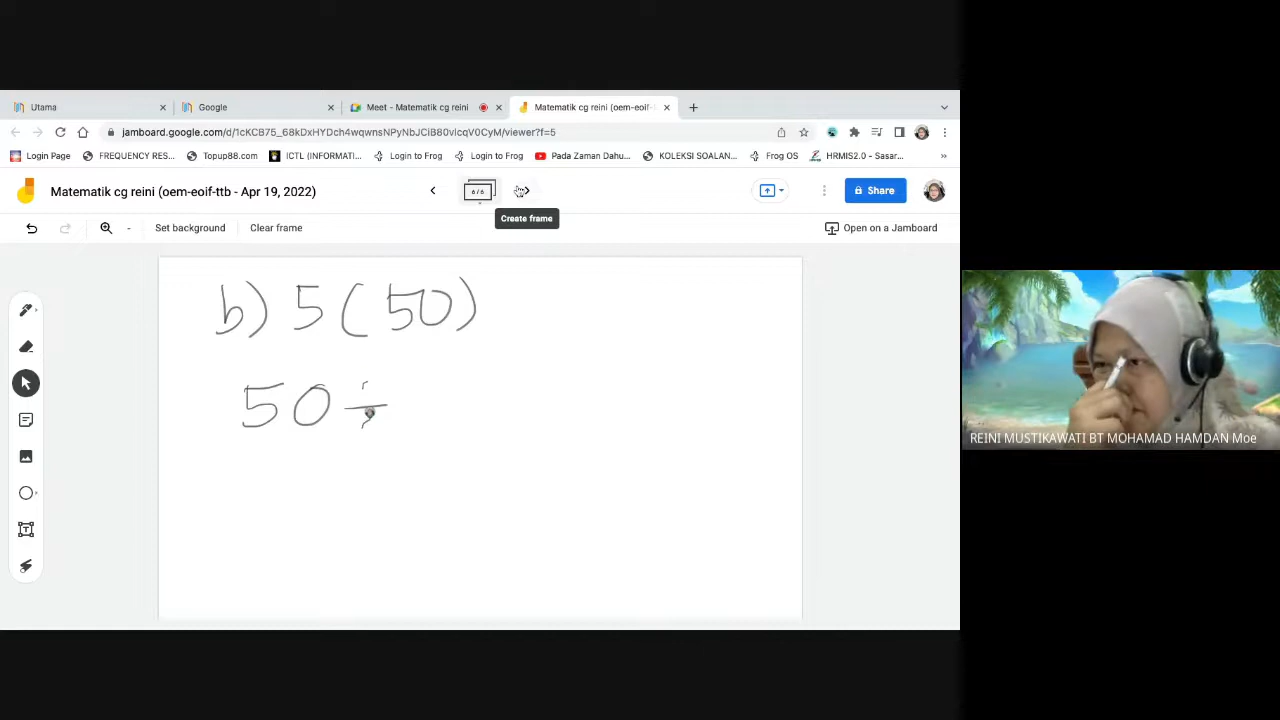 Utama
Google
Meet - Matematik cg reini
Matematik cg reini (oem-eoif-
jamboard.google.com/d/1cKCB75_68kDxHYDch4wqwnsNPyNbJCiB80vIcqV0CyM/viewer?f=5
Login Page FREQUENCY RES... Topup88.com ICTL (INFORMATI... Login to Frog Login to Frog Pada Zaman Dahu... KOLEKSI SOALAN... Frog OS HRMIS2.0 - Sasar... »
Matematik cg reini (oem-eoif-ttb - Apr 19, 2022)
6/6
Share
Create frame
Set background Clear frame
Open on a Jamboard
b) 5 ( 50 )
50 ÷
REINI MUSTIKAWATI BT MOHAMAD HAMDAN Moe